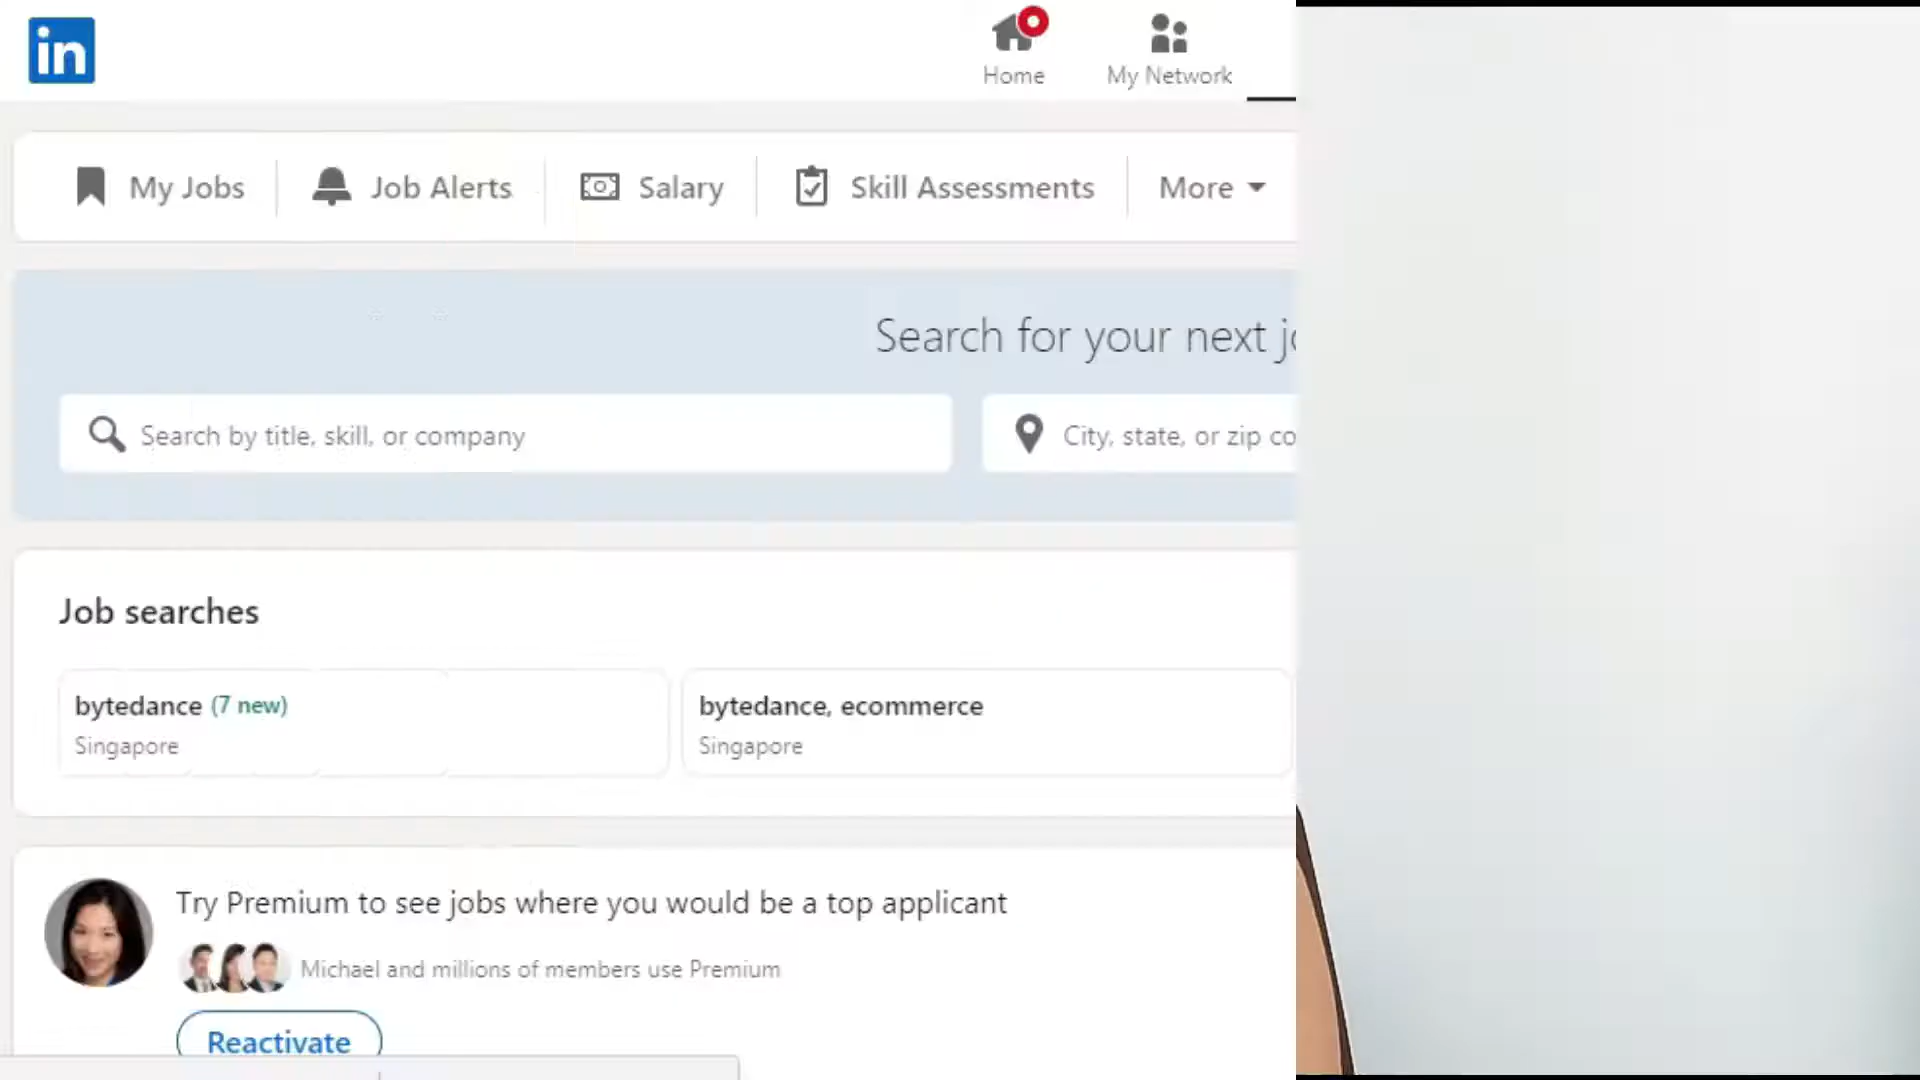 in
Home
My Network
My Jobs
Job Alerts
Salary
Skill Assessments
More
Search for your next jo
Search by title, skill, or company
City, state, or zip co
Job searches
bytedance (7 new)
Singapore
bytedance, ecommerce
Singapore
Try Premium to see jobs where you would be a top applicant
Michael and millions of members use Premium
Reactivate